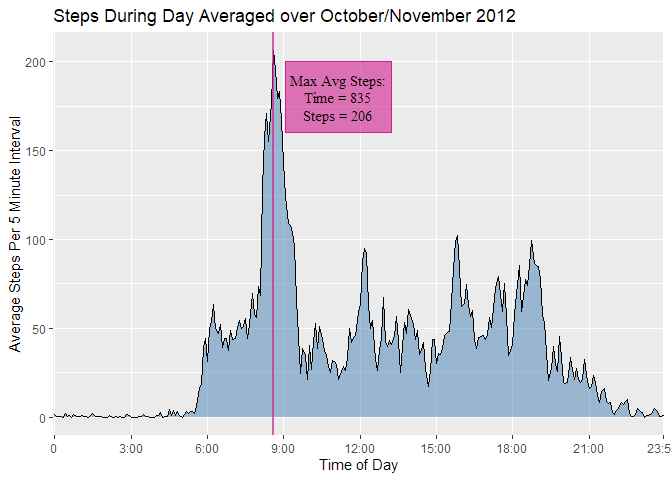 Steps During Day Averaged over October/November 2012
Average Steps Per 5 Minute Interval
200
150
100
50
0
Max Avg Steps:
Time = 835
Steps = 206
0 3:00 6:00 9:00 12:00 15:00 18:00 21:00 23:5
Time of Day